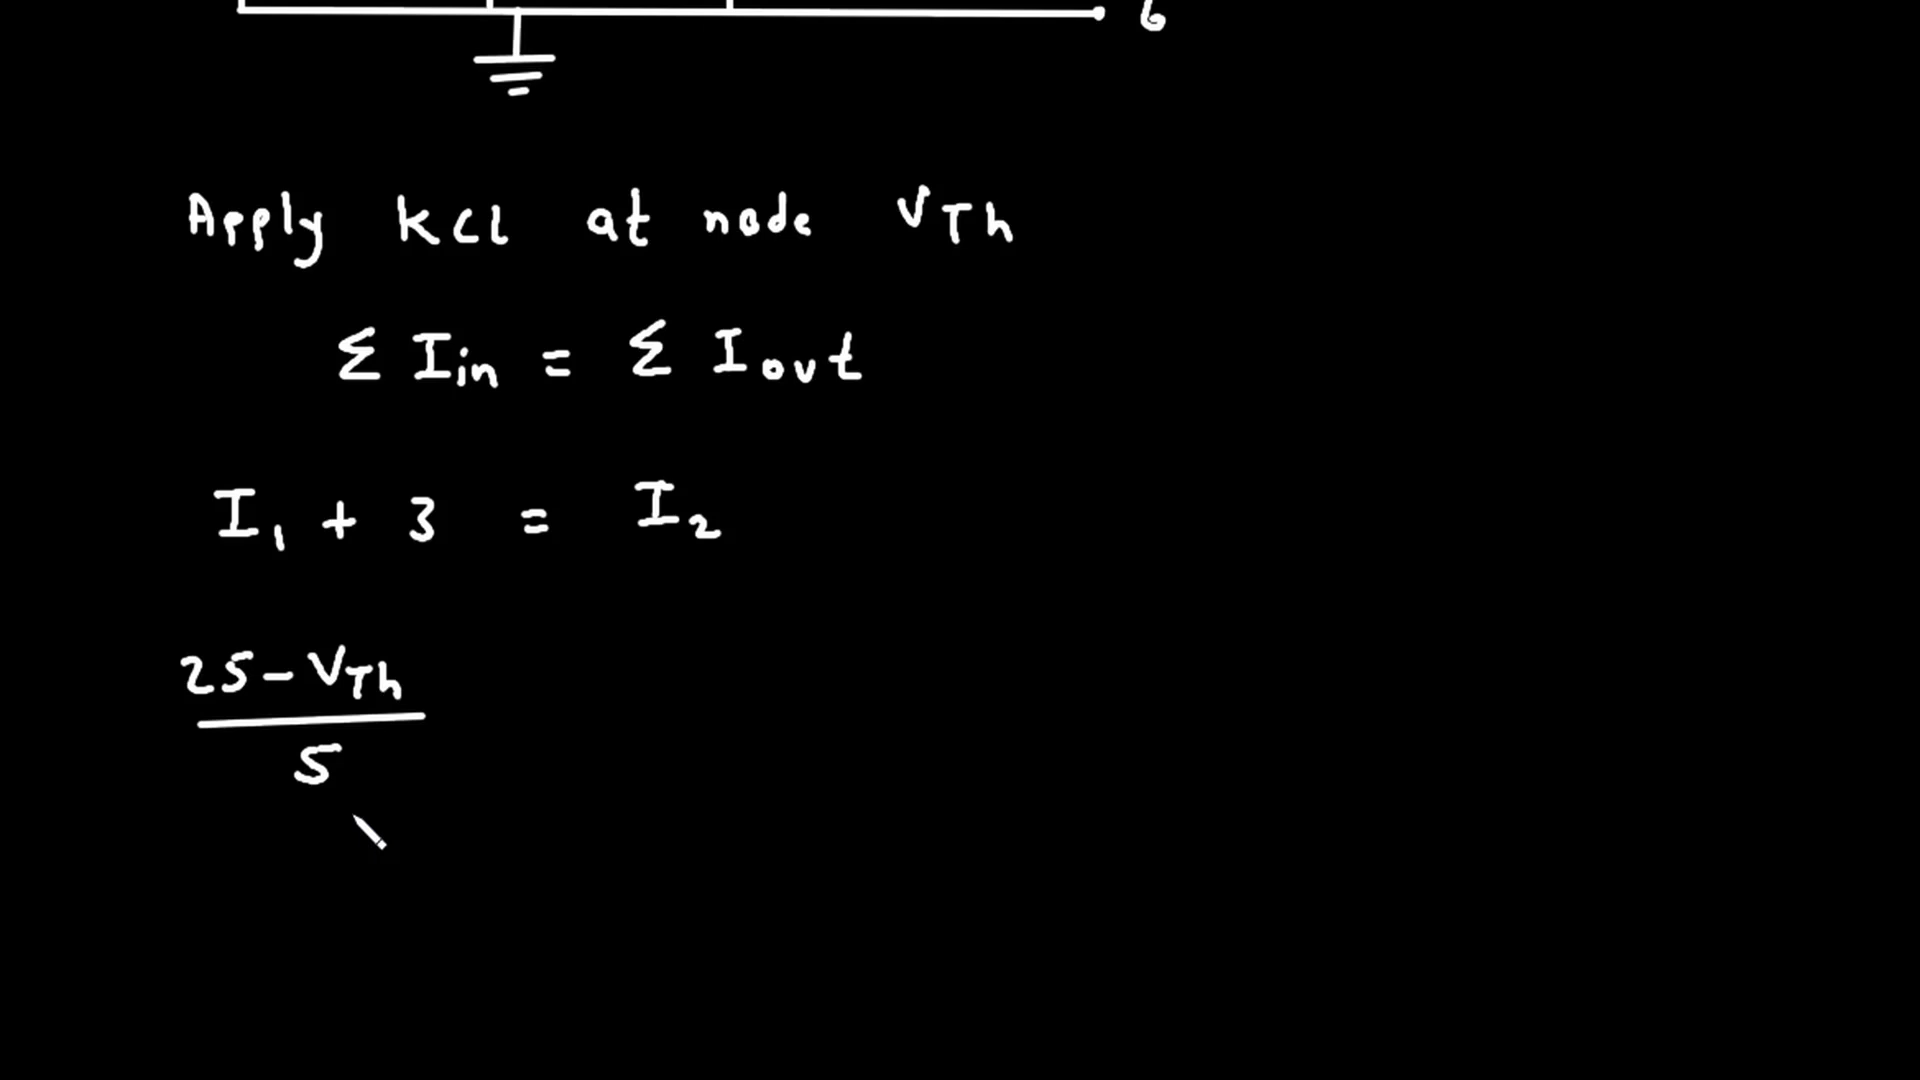 b
Apply KCL at node VTh
Σ Iin = Σ Iout
I1 + 3 = I2
25 - VTh
5